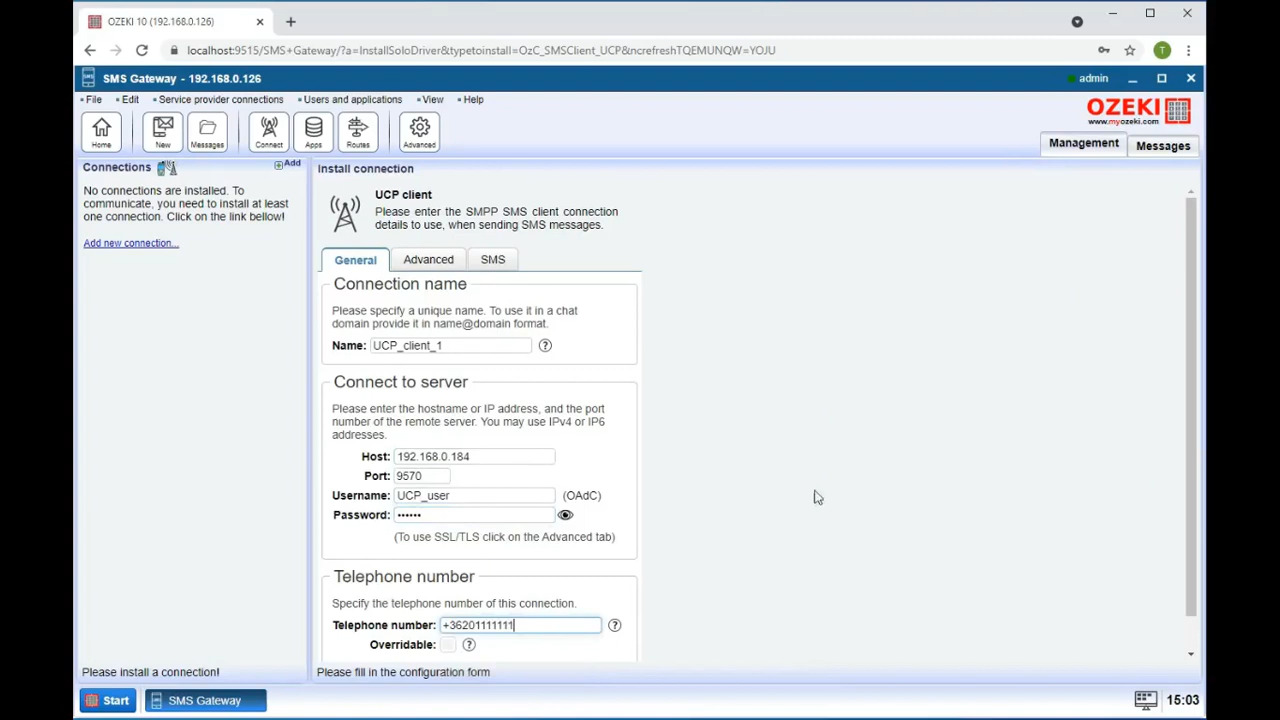 OZEKI 10 (192.168.0.126)
localhost:9515/SMS+Gateway/?a=InstallSoloDriver&typetoinstall=OzC_SMSClient_UCP&ncrefreshTQEMUNQW=YOJU
T
SMS Gateway - 192.168.0.126
admin
File Edit Service provider connections Users and applications View Help
OZEKI
www.myozeki.com
Home New Messages Connect Apps Routes Advanced
Management Messages
Connections
Add
No connections are installed. To
communicate, you need to install at least
one connection. Click on the link bellow!
Add new connection...
Install connection
UCP client
Please enter the SMPP SMS client connection
details to use, when sending SMS messages.
General Advanced SMS
Connection name
Please specify a unique name. To use it in a chat
domain provide it in name@domain format.
Name: UCP_client_1 ?
Connect to server
Please enter the hostname or IP address, and the port
number of the remote server. You may use IPv4 or IP6
addresses.
Host: 192.168.0.184
Port: 9570
Username: UCP_user (OAdC)
Password: ••••••
(To use SSL/TLS click on the Advanced tab)
Telephone number
Specify the telephone number of this connection.
Telephone number: +36201111111 ?
Overridable: ?
Please install a connection!
Please fill in the configuration form
Start SMS Gateway 15:03